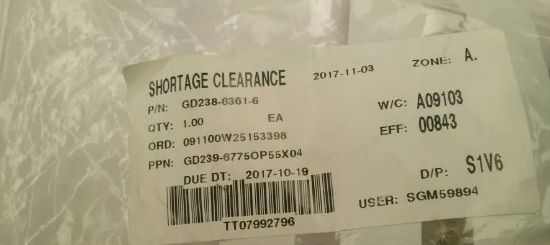 SHORTAGE CLEARANCE 2017-11-03 ZONE: A.
P/N: GD238-6361-6
QTY: 1.00 EA W/C: A09103
ORD: 091100W25153398 EFF: 00843
PPN: GD239-6775OP55X04
DUE DT: 2017-10-19 D/P: S1V6
USER: SGM59894
TT07992796